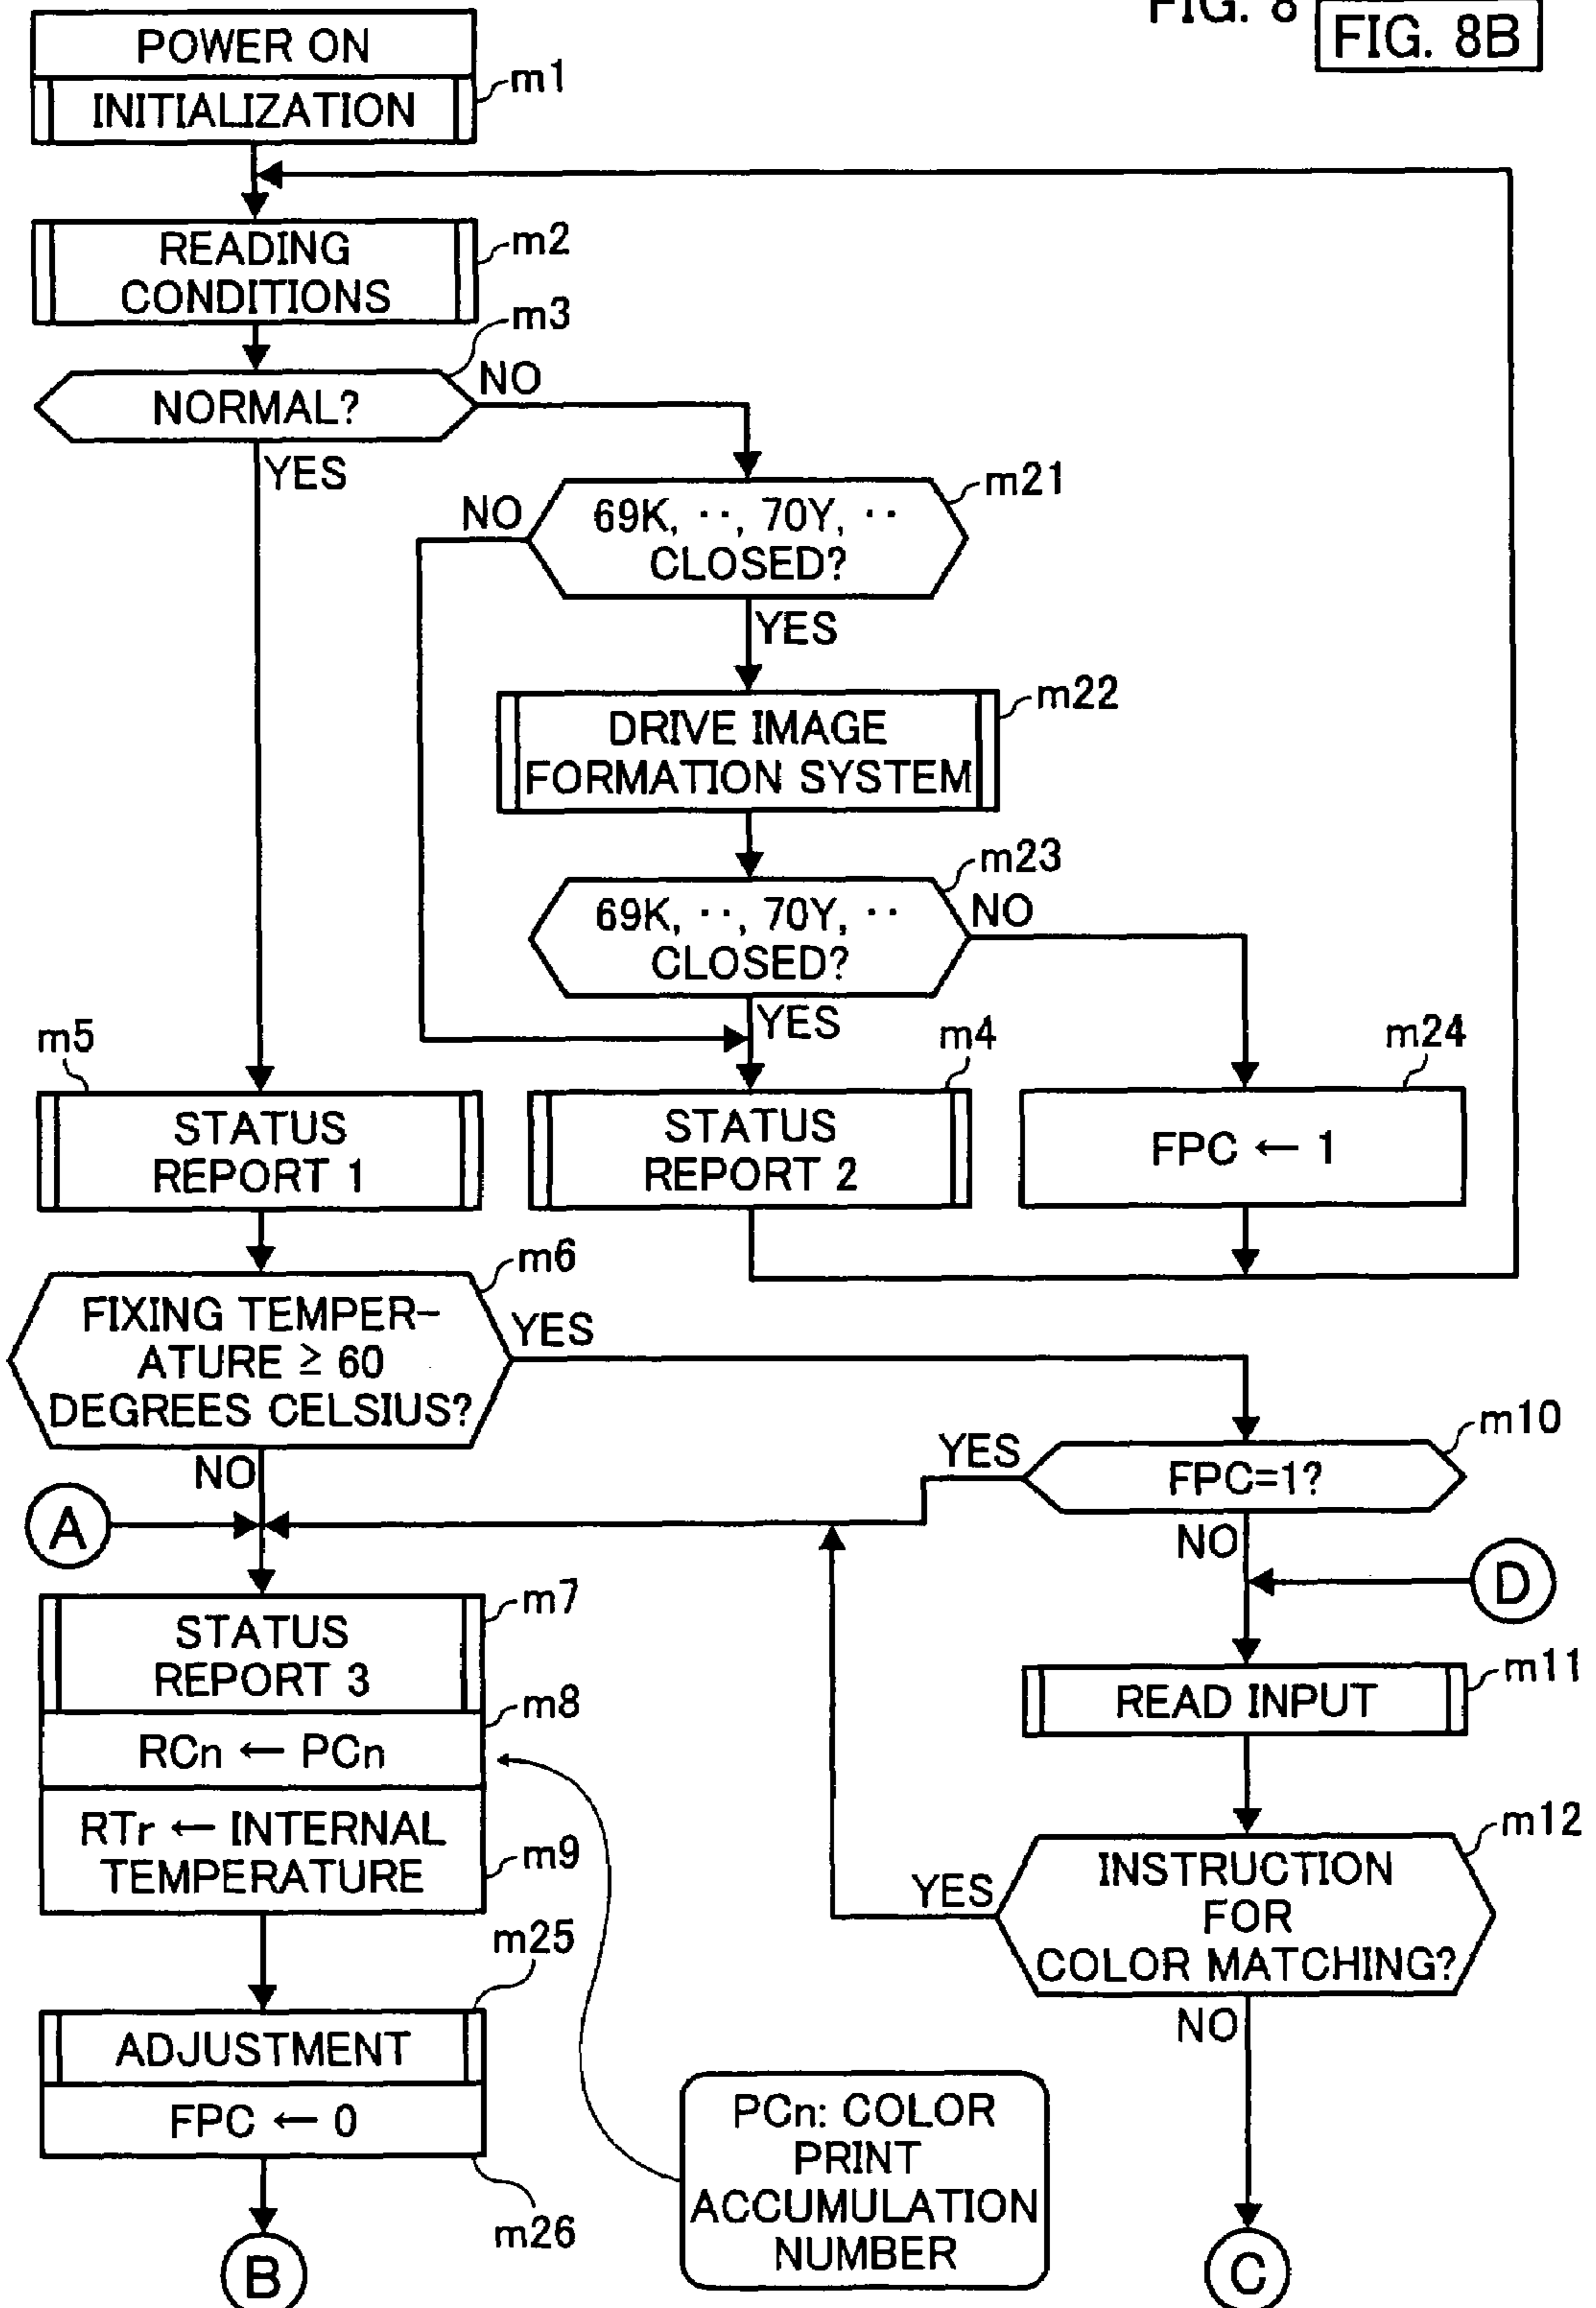 FIG. 8
FIG. 8B
POWER ON
INITIALIZATION
m1
READING
CONDITIONS
m2
m3
NORMAL?
NO
YES
m21
69K, ··, 70Y, ··
CLOSED?
NO
YES
m22
DRIVE IMAGE
FORMATION SYSTEM
m23
69K, ··, 70Y, ··
CLOSED?
NO
YES
m5
STATUS
REPORT 1
m4
STATUS
REPORT 2
m24
FPC ← 1
m6
FIXING TEMPER-
ATURE ≥ 60
DEGREES CELSIUS?
YES
NO
m10
FPC=1?
YES
NO
A
D
m7
STATUS
REPORT 3
m8
RCn ← PCn
RTr ← INTERNAL
TEMPERATURE
m9
m11
READ INPUT
m12
INSTRUCTION
FOR
COLOR MATCHING?
YES
NO
m25
ADJUSTMENT
FPC ← 0
m26
PCn: COLOR
PRINT
ACCUMULATION
NUMBER
B
C